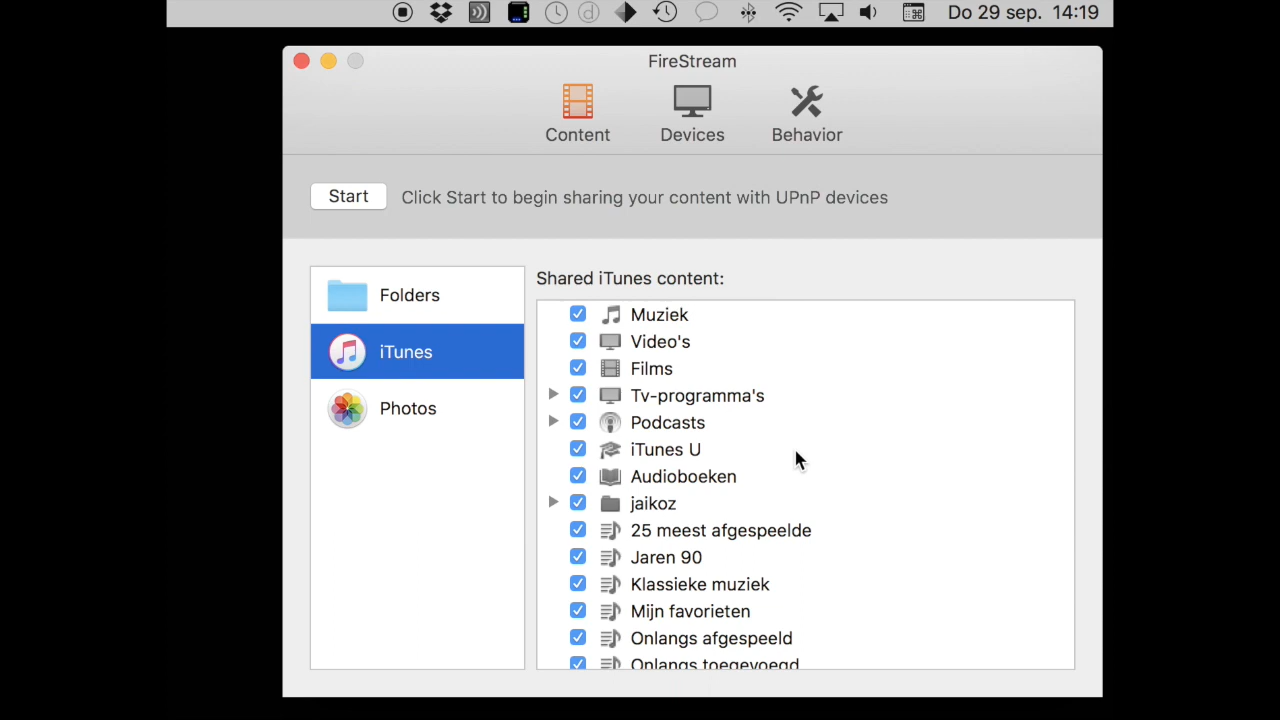 Do 29 sep. 14:19
FireStream
Content Devices Behavior
Start Click Start to begin sharing your content with UPnP devices
Folders
iTunes
Photos
Shared iTunes content:
Muziek
Video's
Films
Tv-programma's
Podcasts
iTunes U
Audioboeken
jaikoz
25 meest afgespeelde
Jaren 90
Klassieke muziek
Mijn favorieten
Onlangs afgespeeld
Onlangs toegevoegd